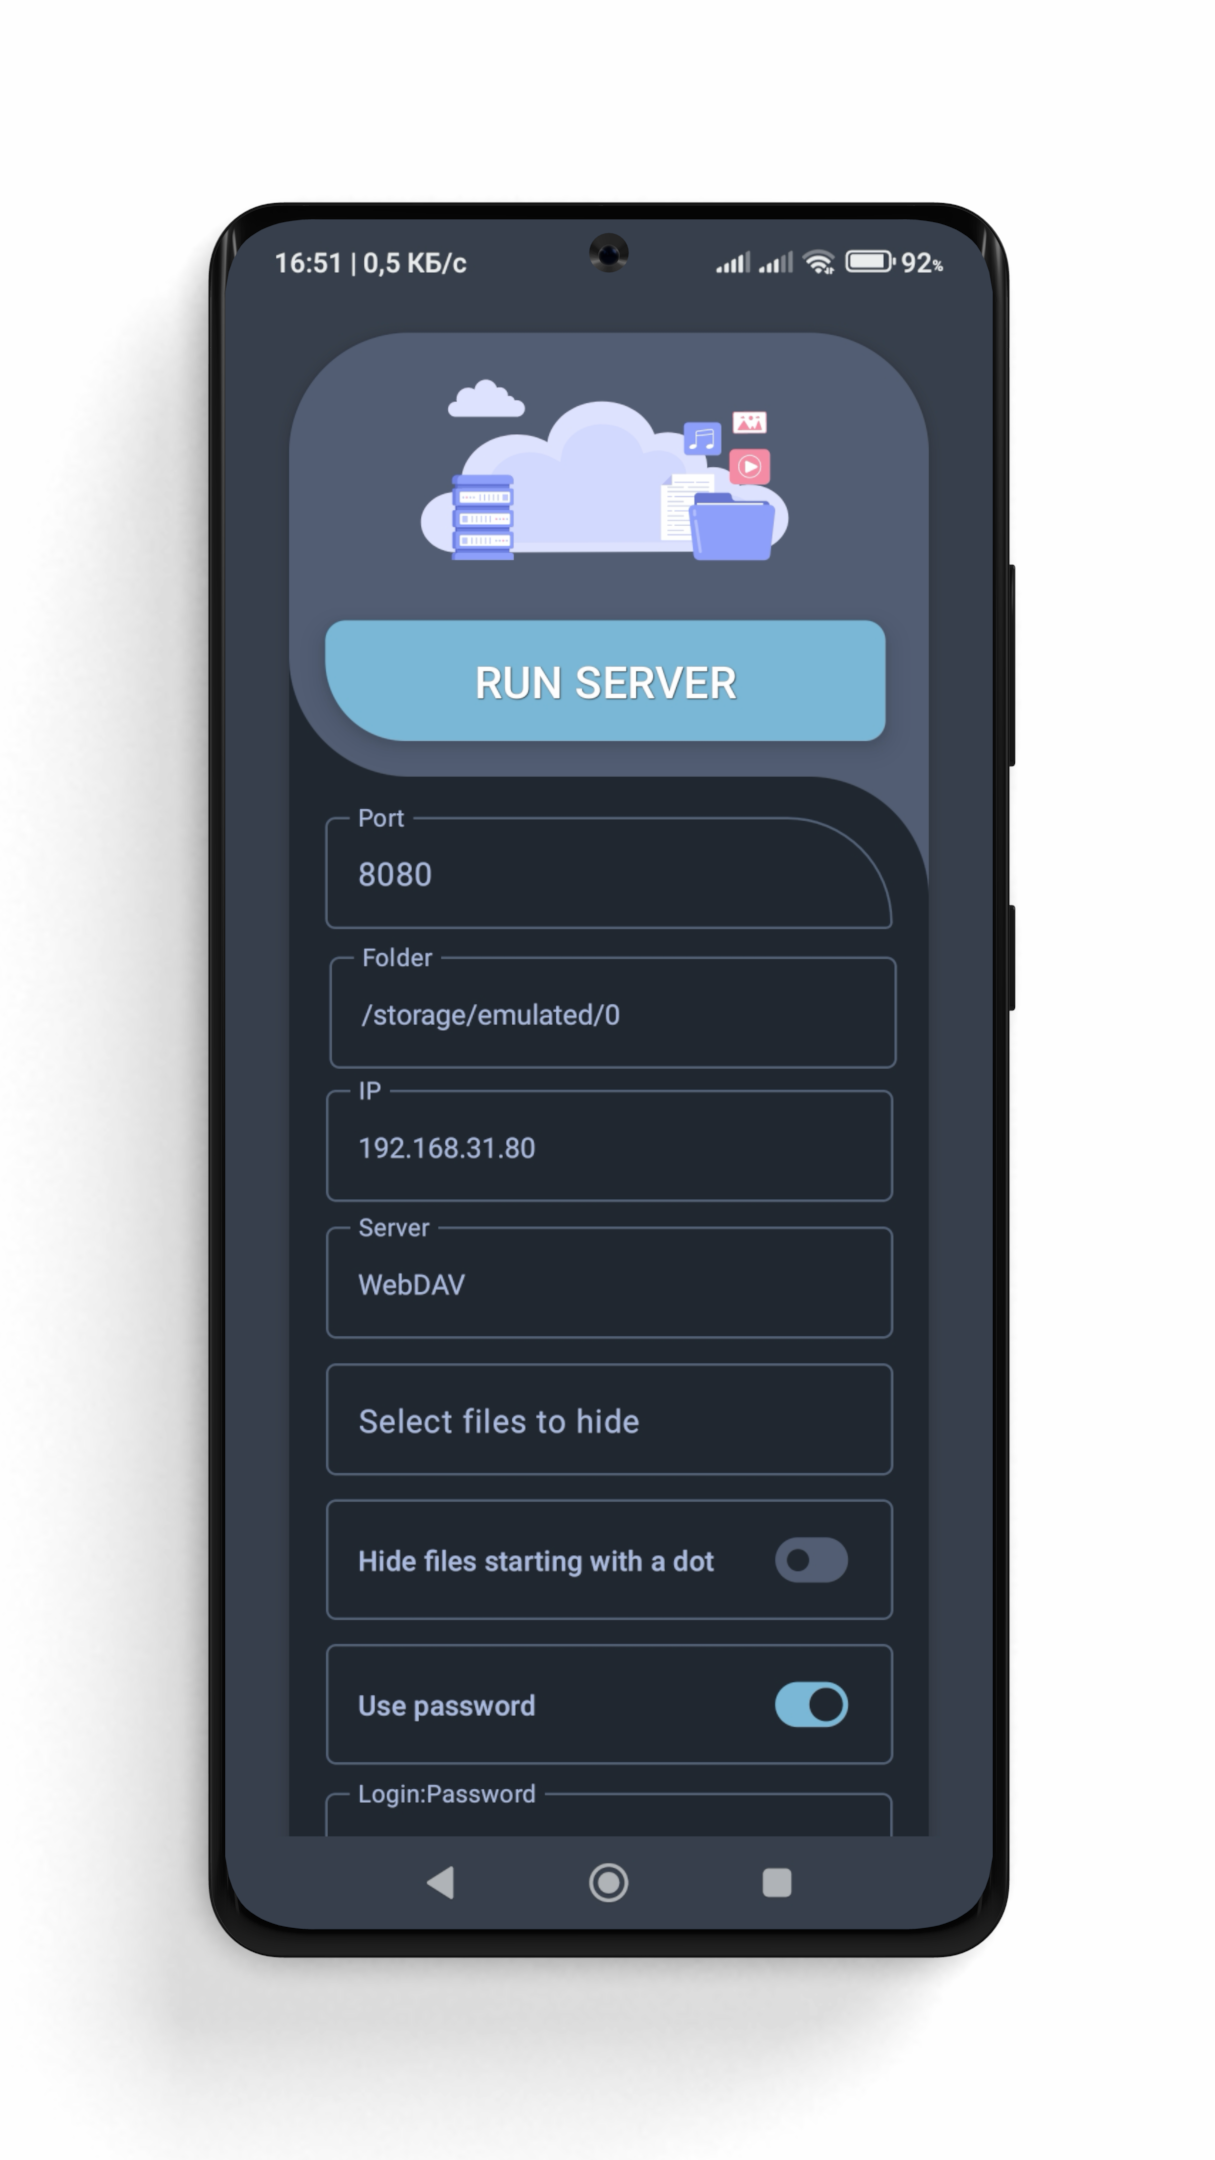 16:51 | 0,5 КБ/с 92%
RUN SERVER
Port
8080
Folder
/storage/emulated/0
IP
192.168.31.80
Server
WebDAV
Select files to hide
Hide files starting with a dot
Use password
Login:Password